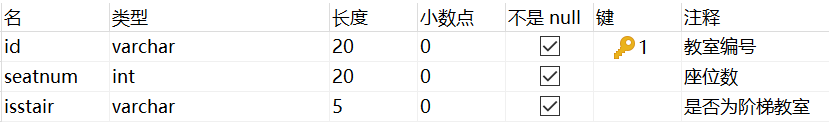 名 类型 长度 小数点 不是 null 键 注释
id varchar 20 0 1 教室编号
seatnum int 20 0 座位数
isstair varchar 5 0 是否为阶梯教室